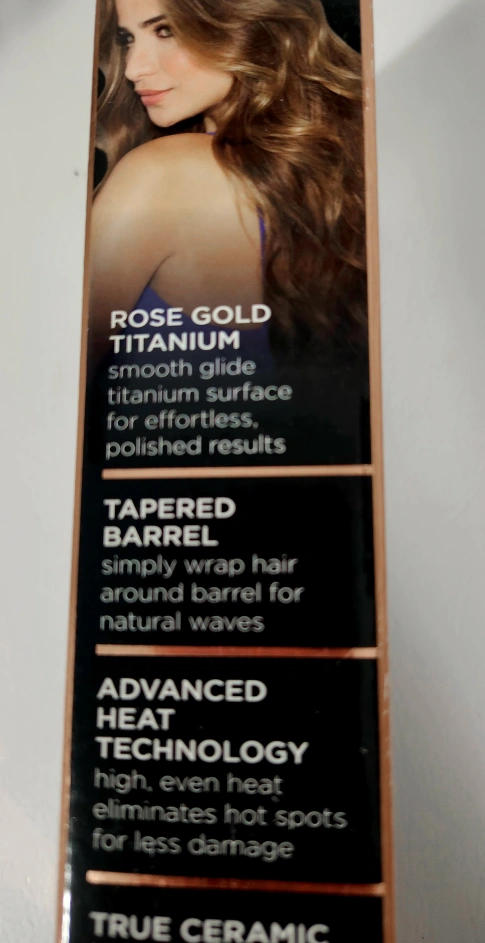 ROSE GOLD
TITANIUM
smooth glide
titanium surface
for effortless,
polished results
TAPERED
BARREL
simply wrap hair
around barrel for
natural waves
ADVANCED
HEAT
TECHNOLOGY
high, even heat
eliminates hot spots
for less damage
TRUE CERAMIC